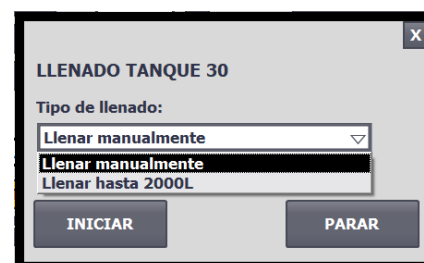 X
LLENADO TANQUE 30
Tipo de llenado:
Llenar manualmente
Llenar manualmente
Llenar hasta 2000L
INICIAR PARAR